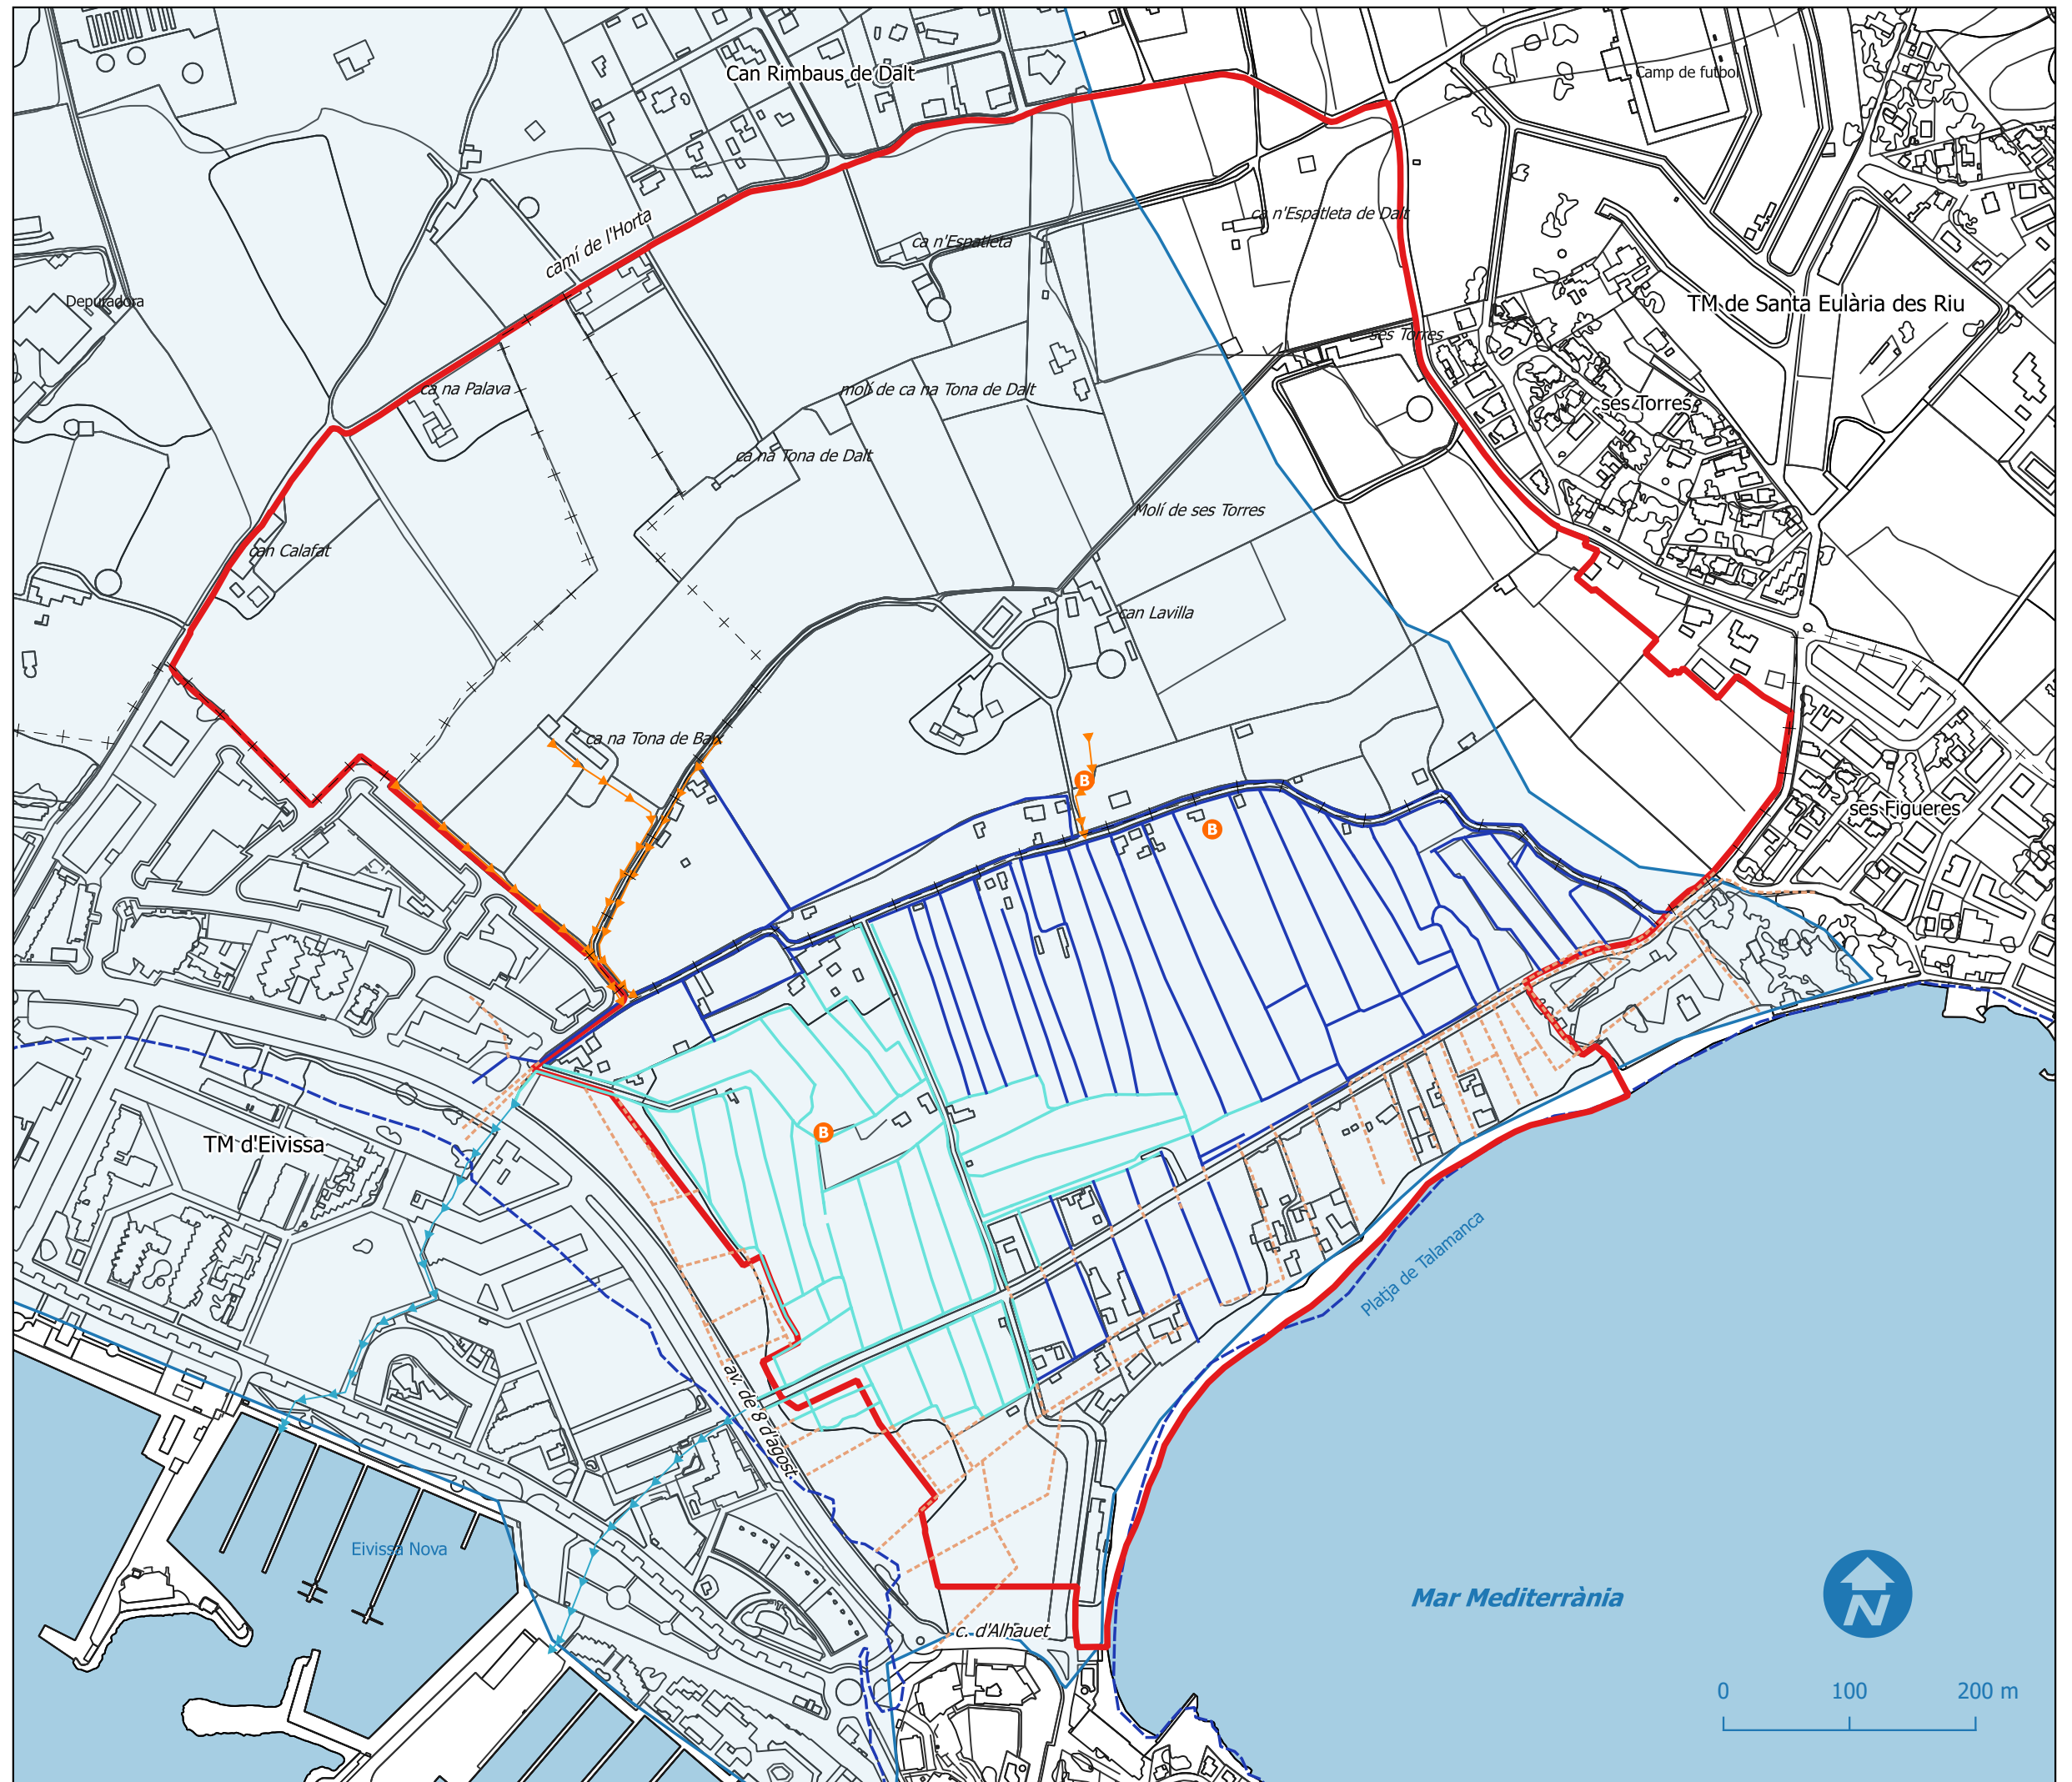 Can Rimbaus de Dalt
Camp de futbol
camí de l'Horta
ca n'Espatleta
ca n'Espatleta de Dalt
Depuradora
TM de Santa Eulària des Riu
ses Torres
ca na Palava
molí de ca na Tona de Dalt
ses Torres
ca na Tona de Dalt
Molí de ses Torres
can Calafat
can Lavilla
ca na Tona de Baix
B
ses Figueres
B
B
TM d'Eivissa
Platja de Talamanca
av. de 8 d'agost
Eivissa Nova
Mar Mediterrània
N
c. d'Alhauet
0 100 200 m